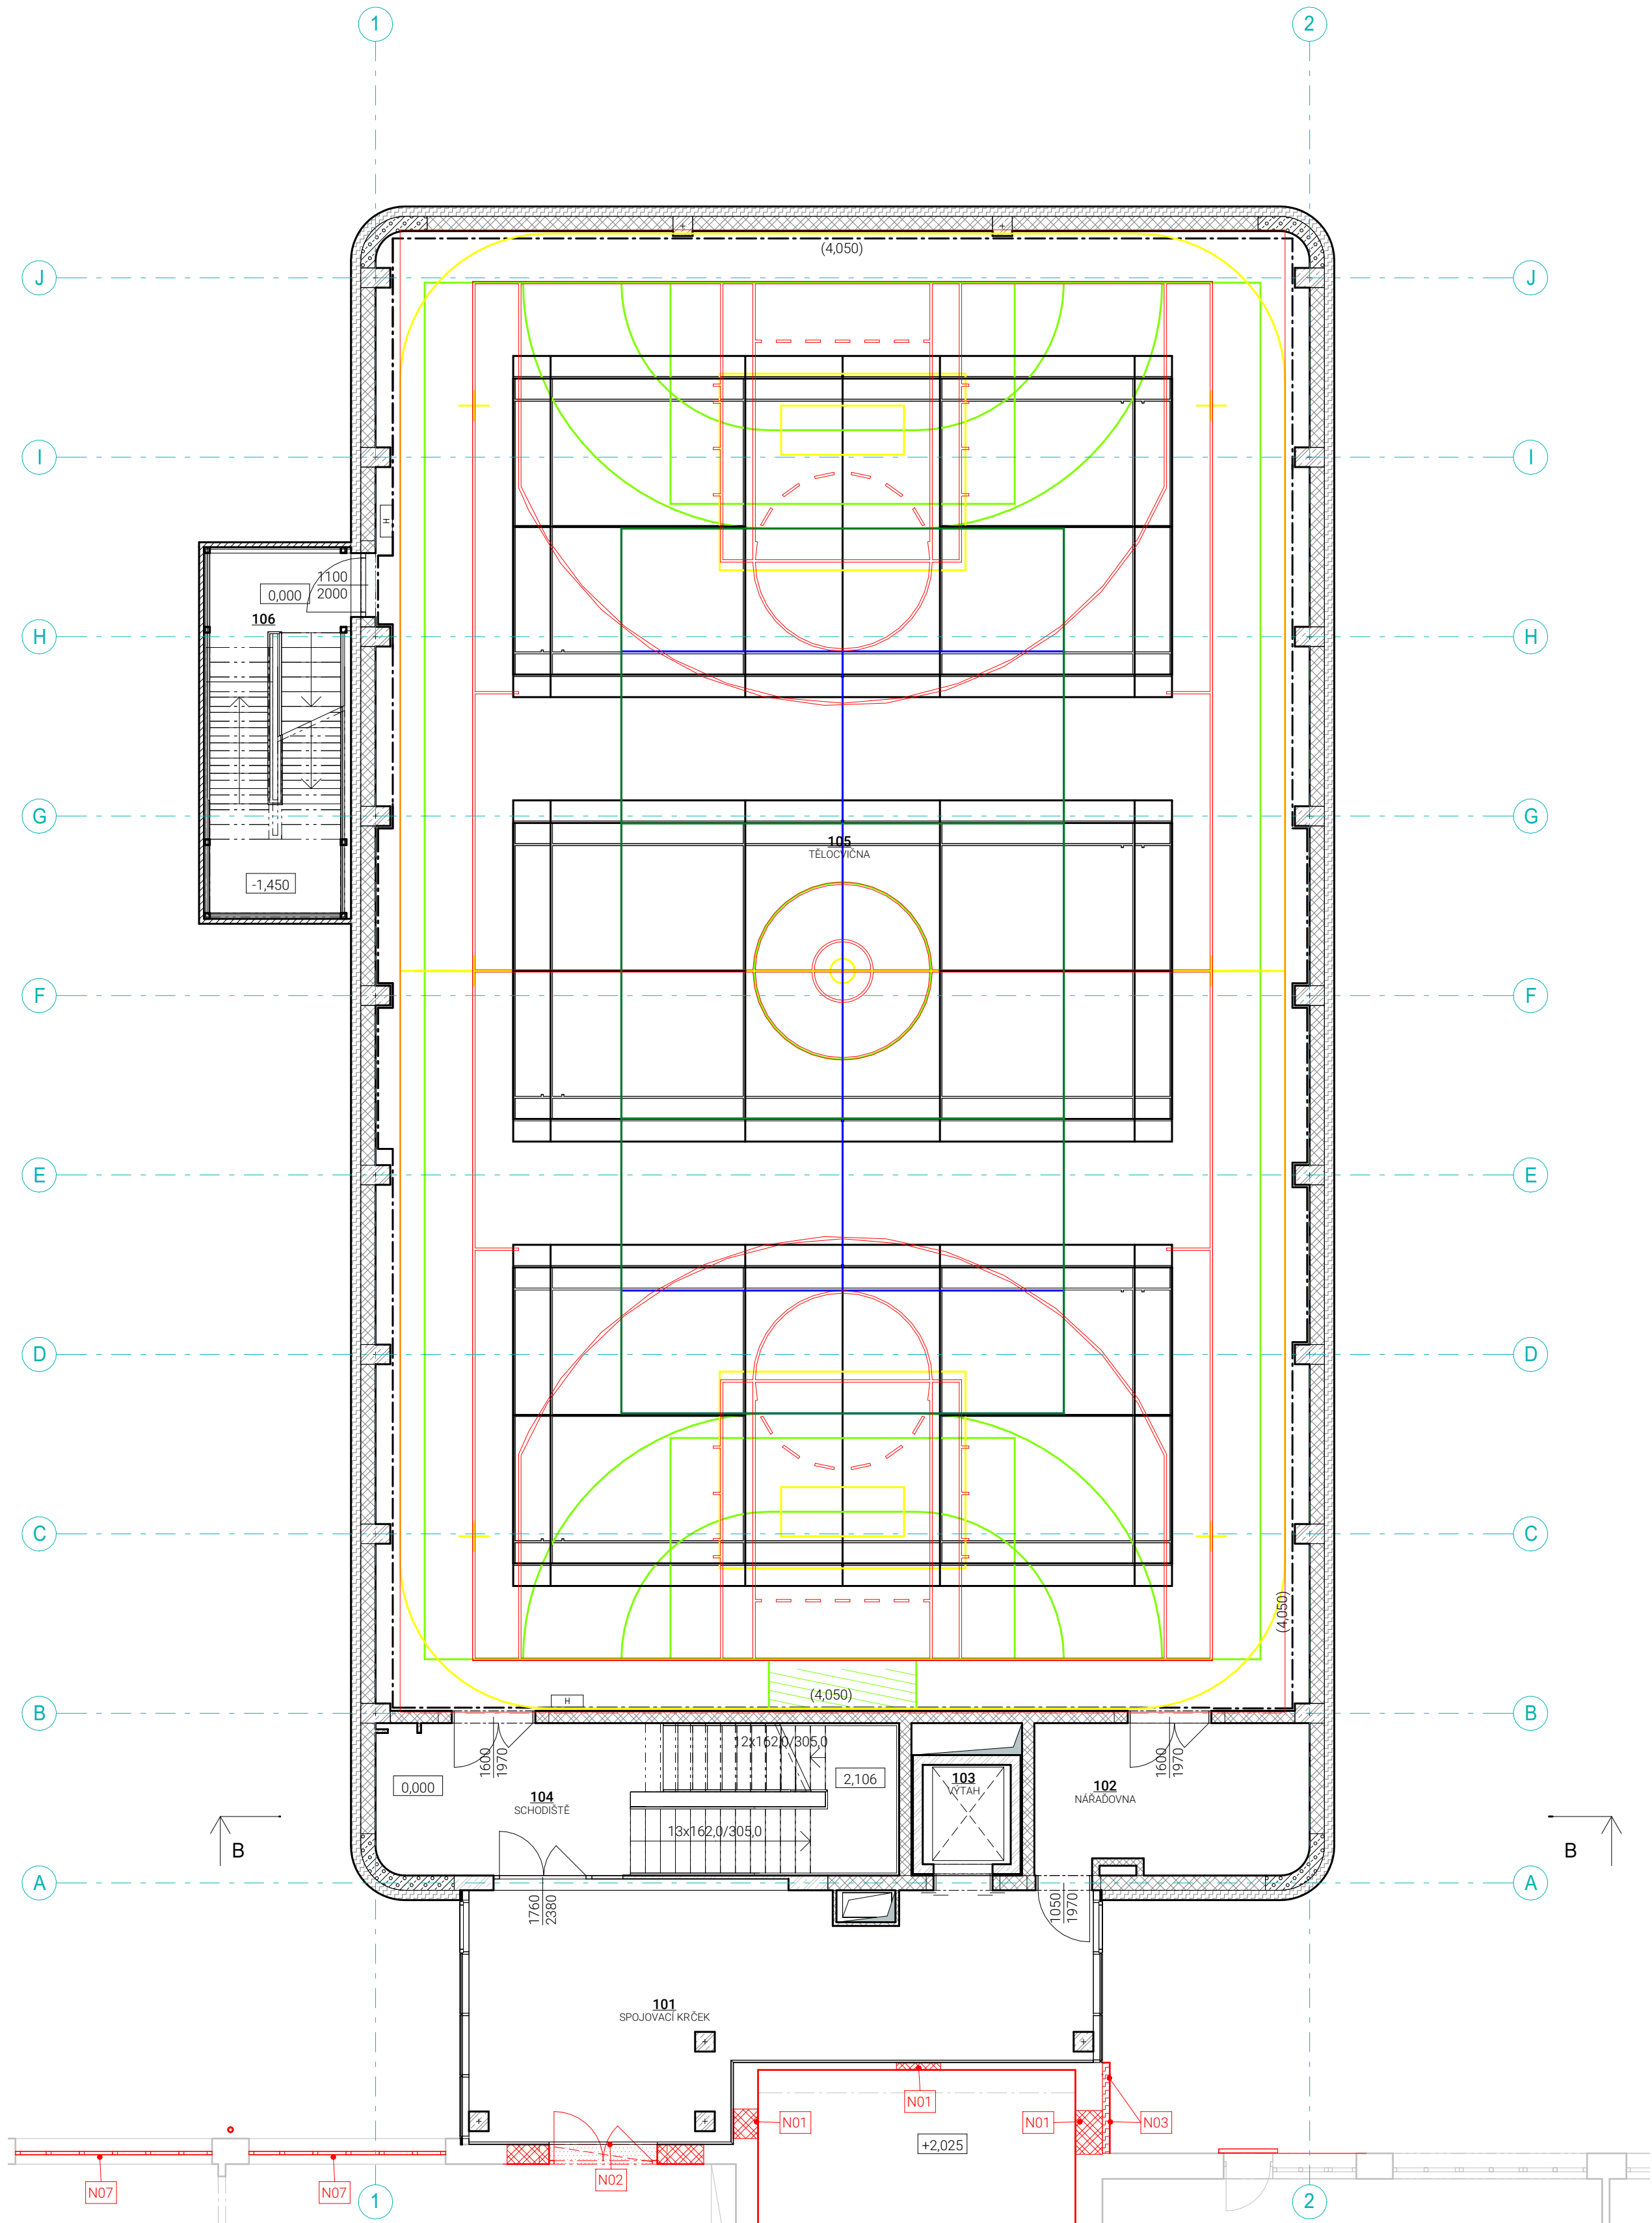 1 2
(4,050)
J J
I I
H
1100
2000
0,000
106
H H
G G
105
TĚLOCVIČNA
-1,450
F F
E E
D D
C C
(4,050)
(4,050)
H
B B
12x162,0/305,0
1600
1970
1600
1970
2,106
103
VÝTAH
102
NÁŘAĎOVNA
0,000
104
SCHODIŠTĚ
13x162,0/305,0
B B
A A
1760
2380
1050
1970
101
SPOJOVACÍ KRČEK
N01
N01 N01 N03
+2,025
N02
N07 N07
1 2